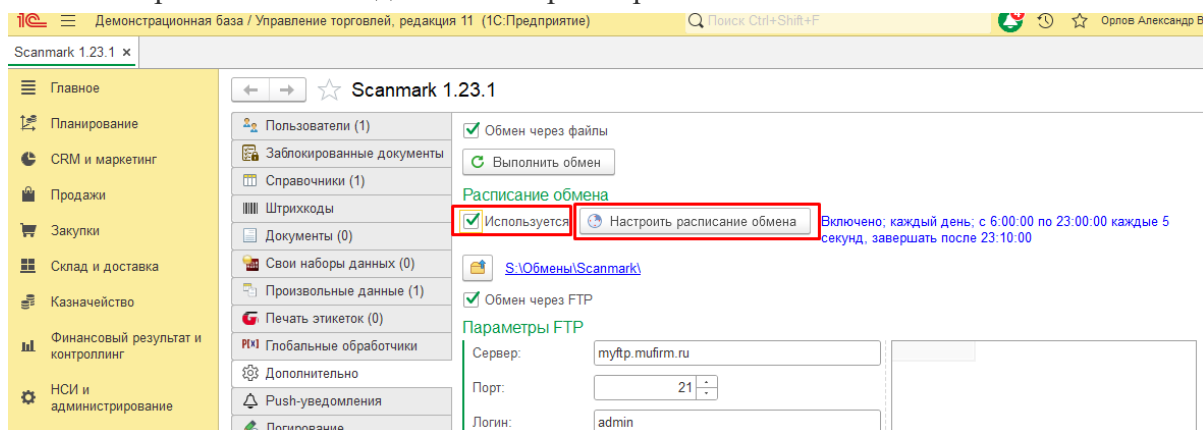 1С Демонстрационная база / Управление торговлей, редакция 11 (1С:Предприятие) Поиск Ctrl+Shift+F Орлов Александр В
Scanmark 1.23.1 ×
Главное
Планирование
CRM и маркетинг
Продажи
Закупки
Склад и доставка
Казначейство
Финансовый результат и
контроллинг
НСИ и
администрирование
Scanmark 1.23.1
Пользователи (1)
Заблокированные документы
Справочники (1)
Штрихкоды
Документы (0)
Свои наборы данных (0)
Произвольные данные (1)
Печать этикеток (0)
Глобальные обработчики
Дополнительно
Push-уведомления
Логирование
Обмен через файлы
Выполнить обмен
Расписание обмена
Используется Настроить расписание обмена Включено; каждый день; с 6:00:00 по 23:00:00 каждые 5
секунд, завершать после 23:10:00
S:\Обмены\Scanmark\
Обмен через FTP
Параметры FTP
Сервер: myftp.mufirm.ru
Порт: 21
Логин: admin